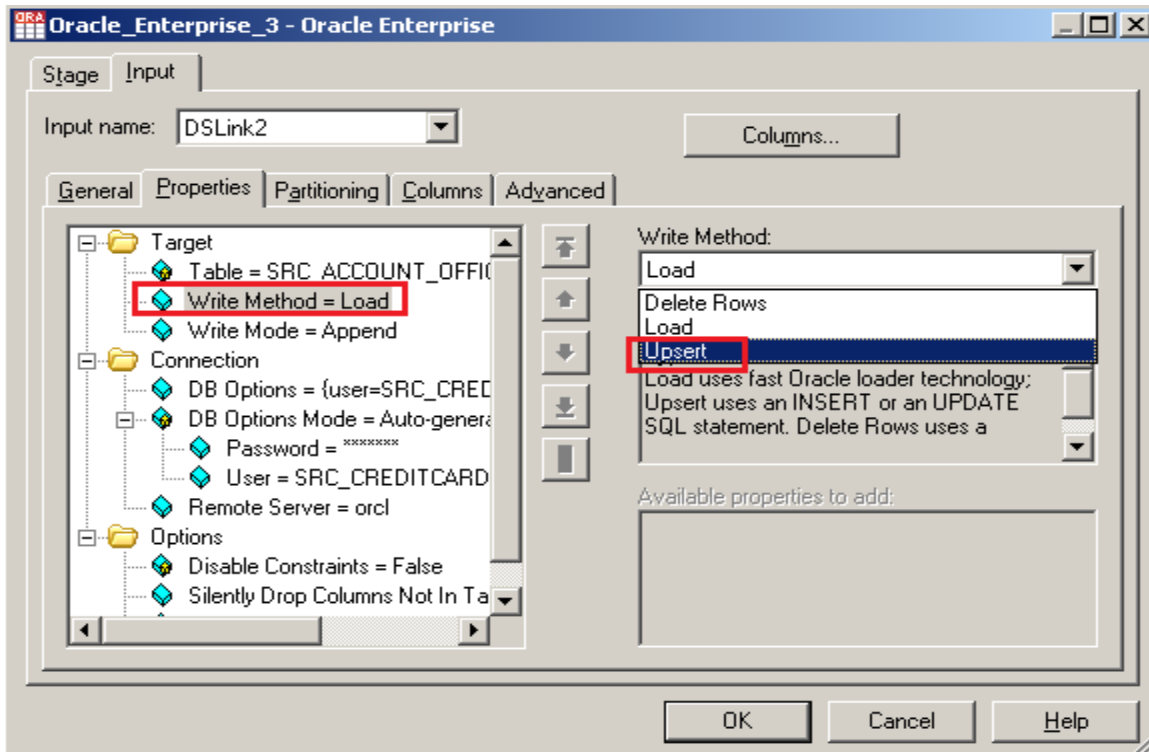 Oracle_Enterprise_3 - Oracle Enterprise
Stage
Input
Input name:
DSLink2
Columns...
General
Properties
Partitioning
Columns
Advanced
Target
Table = SRC_ACCOUNT_OFFIC
Write Method = Load
Write Mode = Append
Connection
DB Options = {user=SRC_CRED
DB Options Mode = Auto-genera
Password = *******
User = SRC_CREDITCARD
Remote Server = orcl
Options
Disable Constraints = False
Silently Drop Columns Not In Ta
Write Method:
Load
Delete Rows
Load
Upsert
Load uses fast Oracle loader technology;
Upsert uses an INSERT or an UPDATE
SQL statement. Delete Rows uses a
Available properties to add:
OK
Cancel
Help